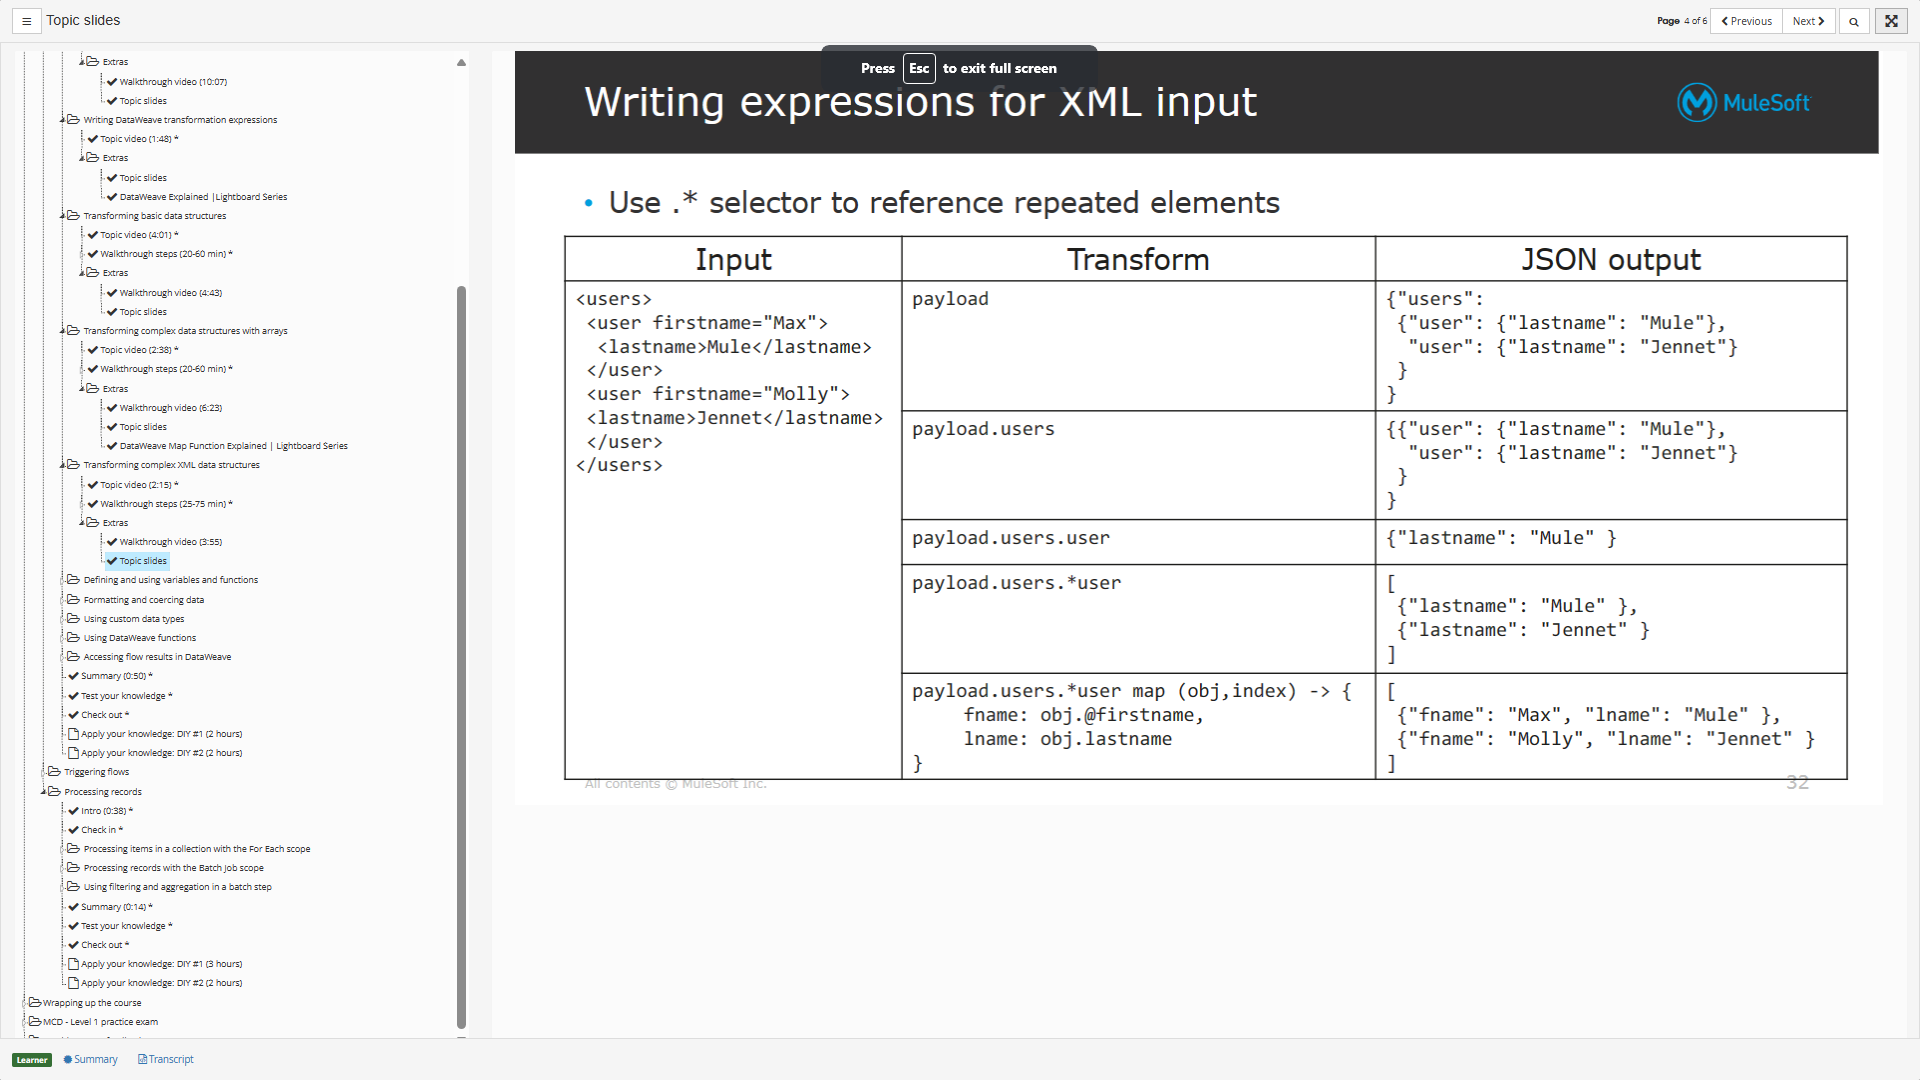 Topic slides
Page 4 of 6
Previous
Next
Press Esc to exit full screen
Extras
Walkthrough video (10:07)
Topic slides
Writing DataWeave transformation expressions
Topic video (1:48) *
Extras
Topic slides
DataWeave Explained |Lightboard Series
Transforming basic data structures
Topic video (4:01) *
Walkthrough steps (20-60 min) *
Extras
Walkthrough video (4:43)
Topic slides
Transforming complex data structures with arrays
Topic video (2:38) *
Walkthrough steps (20-60 min) *
Extras
Walkthrough video (6:23)
Topic slides
DataWeave Map Function Explained | Lightboard Series
Transforming complex XML data structures
Topic video (2:15) *
Walkthrough steps (25-75 min) *
Extras
Walkthrough video (3:55)
Topic slides
Defining and using variables and functions
Formatting and coercing data
Using custom data types
Using DataWeave functions
Accessing flow results in DataWeave
Summary (0:50) *
Test your knowledge *
Check out *
Apply your knowledge: DIY #1 (2 hours)
Apply your knowledge: DIY #2 (2 hours)
Triggering flows
Processing records
Intro (0:38) *
Check in *
Processing items in a collection with the For Each scope
Processing records with the Batch Job scope
Using filtering and aggregation in a batch step
Summary (0:14) *
Test your knowledge *
Check out *
Apply your knowledge: DIY #1 (3 hours)
Apply your knowledge: DIY #2 (2 hours)
Wrapping up the course
MCD - Level 1 practice exam
Writing expressions for XML input
MuleSoft
• Use .* selector to reference repeated elements
Input
<users>
<user firstname="Max">
<lastname>Mule</lastname>
</user>
<user firstname="Molly">
<lastname>Jennet</lastname>
</user>
</users>
Transform
JSON output
payload
{"users":
{"user": {"lastname": "Mule"},
"user": {"lastname": "Jennet"}
}
}
payload.users
{{"user": {"lastname": "Mule"},
"user": {"lastname": "Jennet"}
}
}
payload.users.user
{"lastname": "Mule" }
payload.users.*user
[
{"lastname": "Mule" },
{"lastname": "Jennet" }
]
payload.users.*user map (obj,index) -> {
fname: obj.@firstname,
lname: obj.lastname
}
[
{"fname": "Max", "lname": "Mule" },
{"fname": "Molly", "lname": "Jennet" }
]
All contents © MuleSoft Inc.
32
Learner
Summary
Transcript